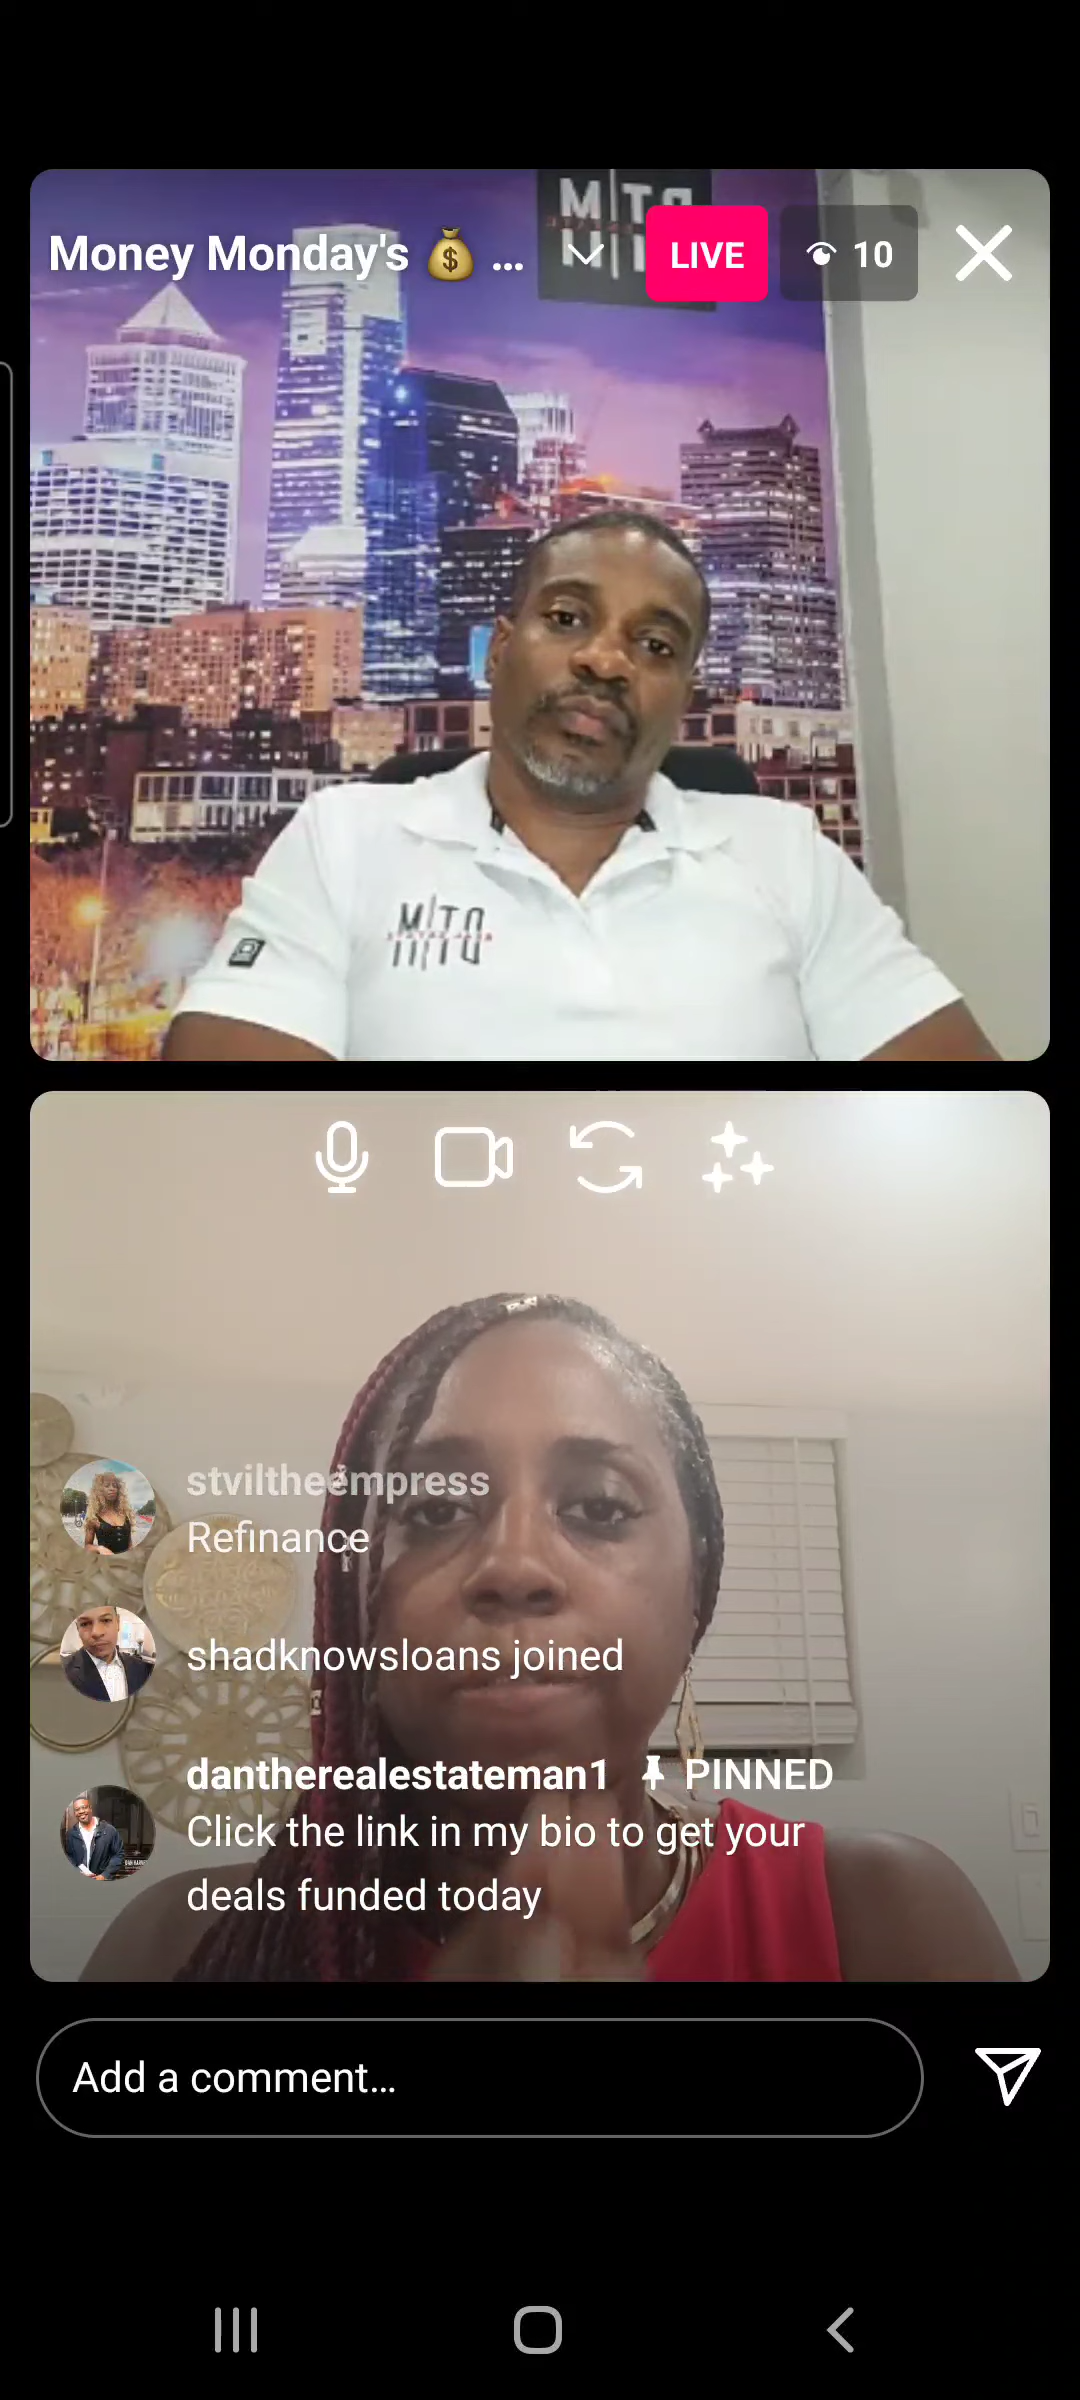 Money Monday's 💰 ...
LIVE
10
stviltheempress
Refinance
shadknowsloans joined
dantherealestateman1 PINNED
Click the link in my bio to get your
deals funded today
Add a comment...